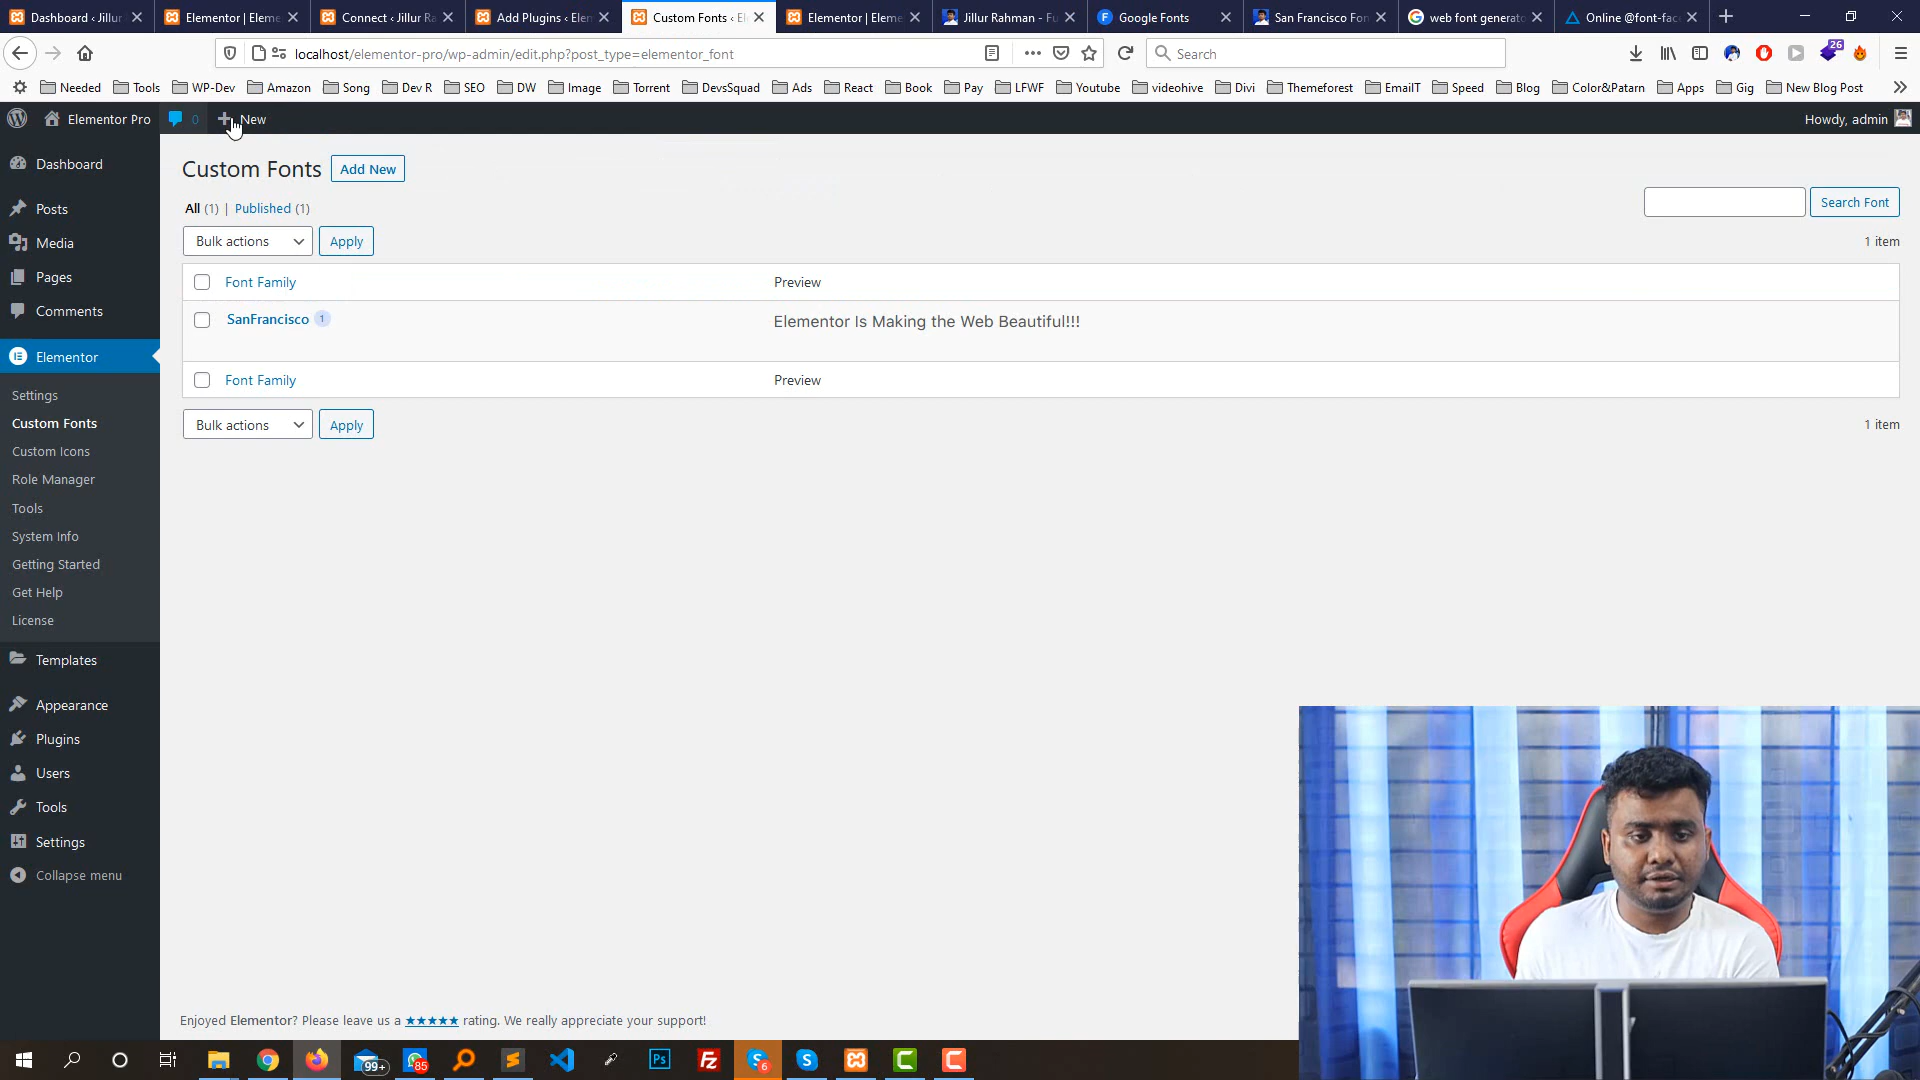 Dashboard ‹ Jillur
Elementor | Eleme
Connect ‹ Jillur Ra
Add Plugins ‹ Elem
Custom Fonts ‹ El
Elementor | Eleme
Jillur Rahman - Fu
Google Fonts
San Francisco Fon
web font generato
Online @font-fac
localhost/elementor-pro/wp-admin/edit.php?post_type=elementor_font
Search
26
Needed
Tools
WP-Dev
Amazon
Song
Dev R
SEO
DW
Image
Torrent
DevsSquad
Ads
React
Book
Pay
LFWF
Youtube
videohive
Divi
Themeforest
EmailT
Speed
Blog
Color&Patarn
Apps
Gig
New Blog Post
Elementor Pro
0
New
Howdy, admin
Dashboard
Posts
Media
Pages
Comments
Elementor
Settings
Custom Fonts
Custom Icons
Role Manager
Tools
System Info
Getting Started
Get Help
License
Templates
Appearance
Plugins
Users
Tools
Settings
Collapse menu
Custom Fonts
Add New
All (1) | Published (1)
Search Font
Bulk actions
Apply
1 item
Font Family
Preview
SanFrancisco 1
Elementor Is Making the Web Beautiful!!!
Font Family
Preview
Bulk actions
Apply
1 item
Enjoyed Elementor? Please leave us a ★★★★★ rating. We really appreciate your support!
99+
85
Ps
Fz
6